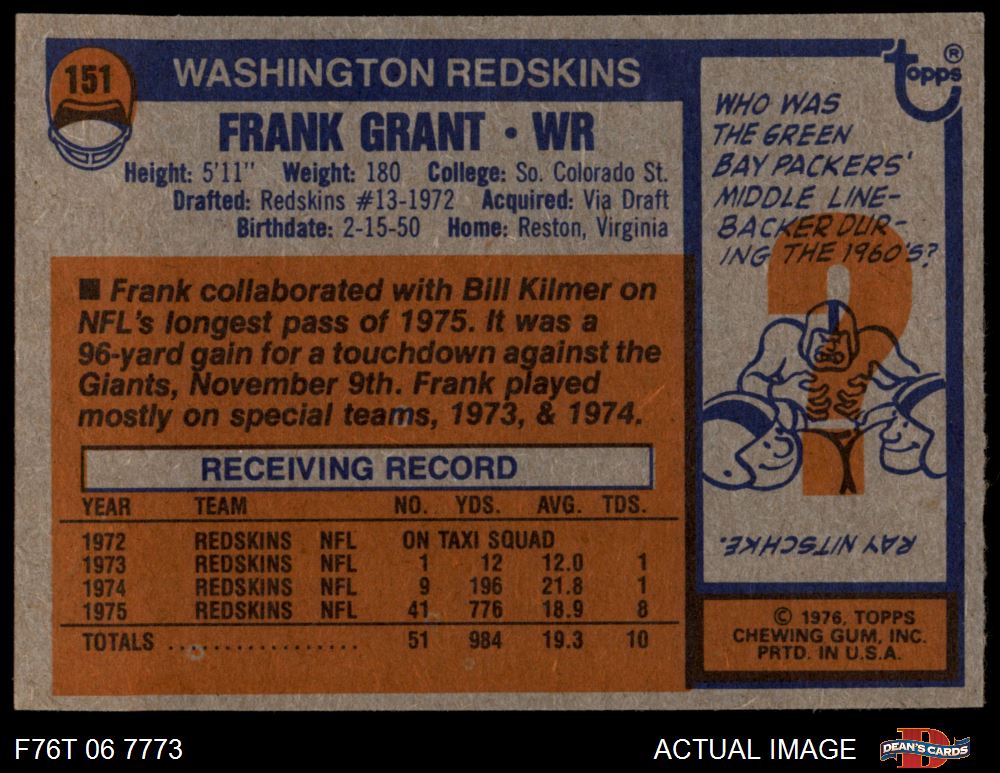 151
WASHINGTON REDSKINS
FRANK GRANT • WR
Height: 5'11" Weight: 180 College: So. Colorado St.
Drafted: Redskins #13-1972 Acquired: Via Draft
Birthdate: 2-15-50 Home: Reston, Virginia
■ Frank collaborated with Bill Kilmer on
NFL's longest pass of 1975. It was a
96-yard gain for a touchdown against the
Giants, November 9th. Frank played
mostly on special teams, 1973, & 1974.
RECEIVING RECORD
YEAR TEAM NO. YDS. AVG. TDS.
1972 REDSKINS NFL ON TAXI SQUAD
1973 REDSKINS NFL 1 12 12.0 1
1974 REDSKINS NFL 9 196 21.8 1
1975 REDSKINS NFL 41 776 18.9 8
TOTALS .................. 51 984 19.3 10
topps®
WHO WAS
THE GREEN
BAY PACKERS'
MIDDLE LINE-
BACKER DUR-
ING THE 1960'S?
?
RAY NITSCHKE.
© 1976, TOPPS
CHEWING GUM, INC.
PRTD. IN U.S.A.
F76T 06 7773
ACTUAL IMAGE
D
DEAN'S CARDS